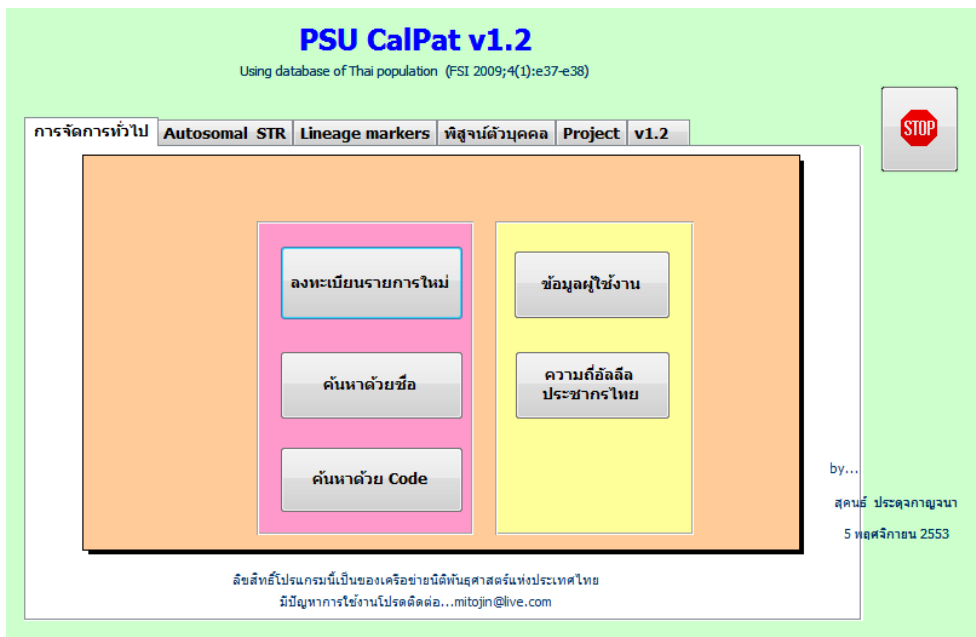 PSU CalPat v1.2
Using database of Thai population (FSI 2009;4(1):e37-e38)
STOP
การจัดการทั่วไป Autosomal STR Lineage markers พิสูจน์ตัวบุคคล Project v1.2
ลงทะเบียนรายการใหม่
ข้อมูลผู้ใช้งาน
ค้นหาด้วยชื่อ
ความถี่อัลลีล
ประชากรไทย
ค้นหาด้วย Code
by...
สุคนธ์ ประดุจกาญจนา
5 พฤศจิกายน 2553
ลิขสิทธิ์โปรแกรมนี้เป็นของเครือข่ายนิติพันธุศาสตร์แห่งประเทศไทย
มีปัญหาการใช้งานโปรดติดต่อ...mitojin@live.com